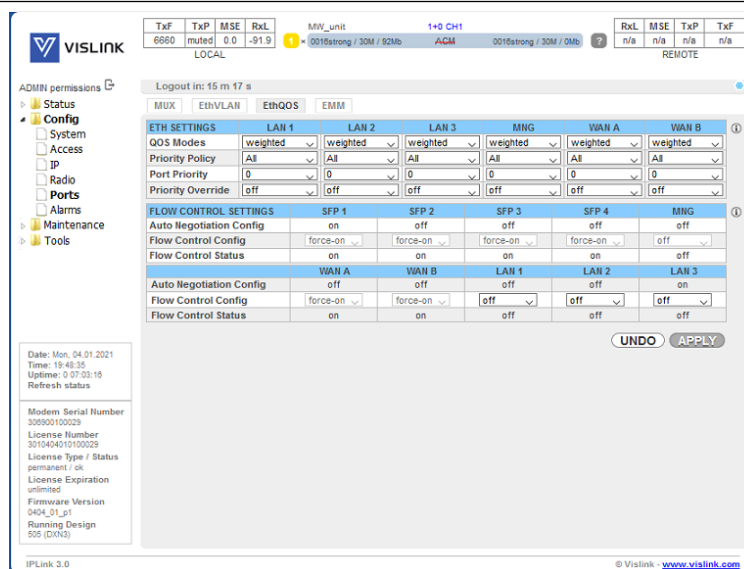 TxF TxP MSE RxL MW_unit 1+0 CH1 RxL MSE TxP TxF
6660 muted 0.0 -91.9 1 × 0016strong / 30M / 92Mb ACM 0016strong / 30M / 0Mb ? n/a n/a n/a n/a
LOCAL REMOTE
VISLINK
ADMIN permissions
Status
Config
System
Access
IP
Radio
Ports
Alarms
Maintenance
Tools
Date: Mon, 04.01.2021
Time: 19:48:35
Uptime: 0 07:03:16
Refresh status
Modem Serial Number
306900100029
License Number
3010404010100029
License Type / Status
permanent / ok
License Expiration
unlimited
Firmware Version
0404_01_p1
Running Design
505 (DXN3)
Logout in: 15 m 17 s
MUX EthVLAN EthQOS EMM
ETH SETTINGS LAN 1 LAN 2 LAN 3 MNG WAN A WAN B
QOS Modes weighted weighted weighted weighted weighted weighted
Priority Policy All All All All All All
Port Priority 0 0 0 0 0 0
Priority Override off off off off off off
FLOW CONTROL SETTINGS SFP 1 SFP 2 SFP 3 SFP 4 MNG
Auto Negotiation Config on off off off off
Flow Control Config force-on force-on force-on force-on off
Flow Control Status on on on on off
WAN A WAN B LAN 1 LAN 2 LAN 3
Auto Negotiation Config off off off off on
Flow Control Config force-on force-on off off off
Flow Control Status on on off off off
UNDO APPLY
IPLink 3.0 © Vislink - www.vislink.com